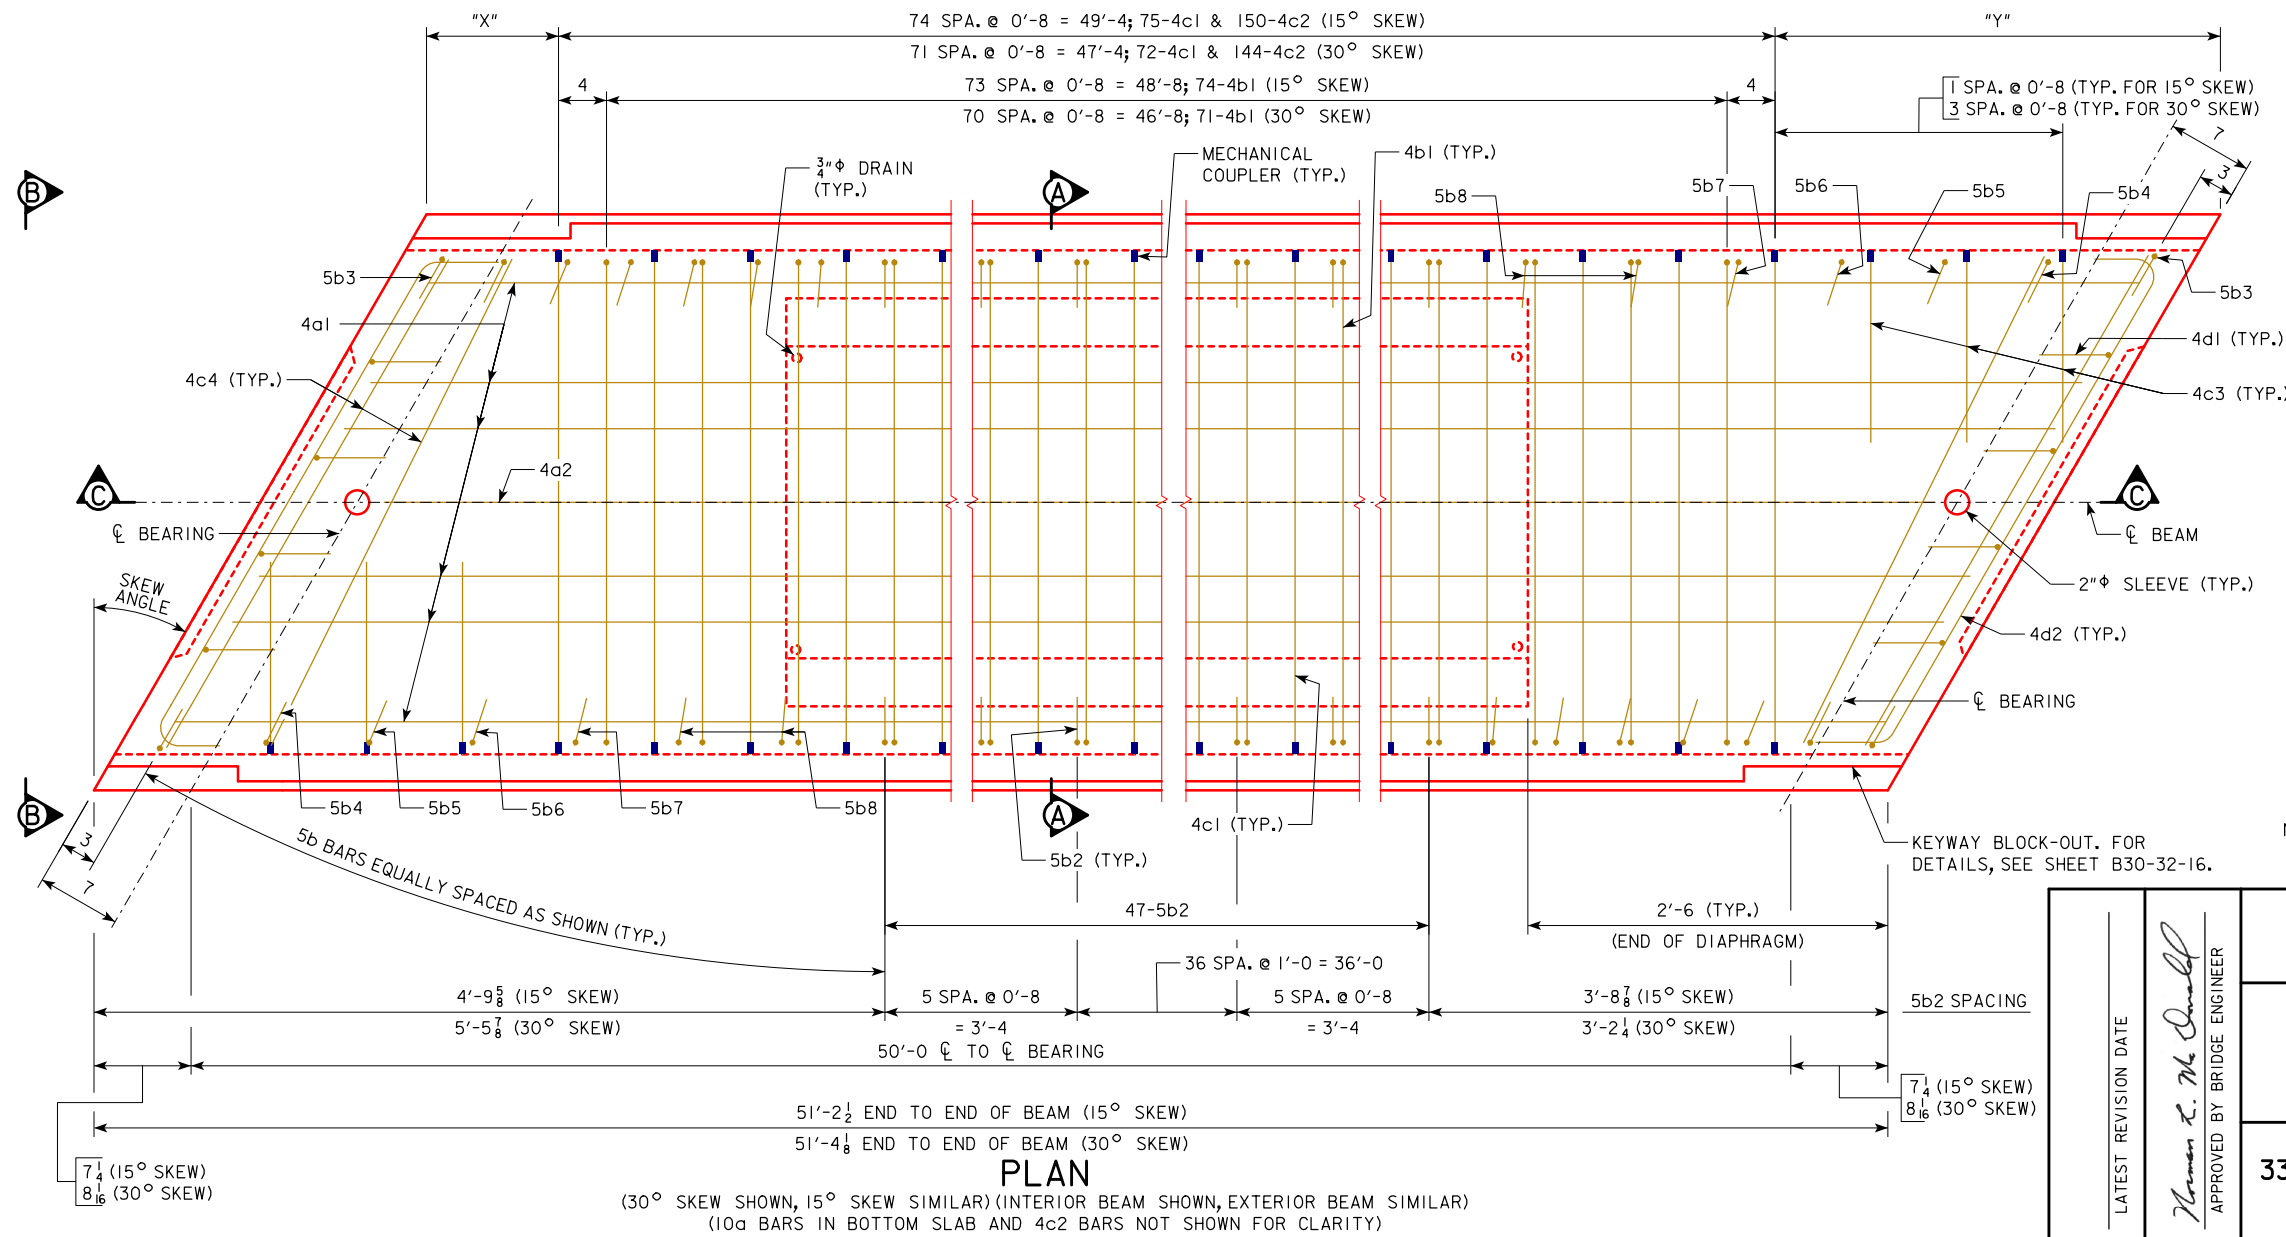 "X"
74 SPA. @ 0'-8 = 49'-4; 75-4c1 & 150-4c2 (15° SKEW)
"Y"
71 SPA. @ 0'-8 = 47'-4; 72-4c1 & 144-4c2 (30° SKEW)
4
73 SPA. @ 0'-8 = 48'-8; 74-4b1 (15° SKEW)
4
1 SPA. @ 0'-8 (TYP. FOR 15° SKEW)
70 SPA. @ 0'-8 = 46'-8; 71-4b1 (30° SKEW)
3 SPA. @ 0'-8 (TYP. FOR 30° SKEW)
7
3
B
3/4"Φ DRAIN
(TYP.)
A
MECHANICAL
COUPLER (TYP.)
4b1 (TYP.)
5b8
5b7
5b6
5b5
5b4
5b3
5b3
4a1
4d1 (TYP.)
4c4 (TYP.)
4c3 (TYP.)
4a2
C
C
℄ BEARING
℄ BEAM
SKEW
ANGLE
2"Φ SLEEVE (TYP.)
4d2 (TYP.)
℄ BEARING
B
3
7
5b4
5b5
5b6
5b7
5b8
A
4c1 (TYP.)
5b2 (TYP.)
KEYWAY BLOCK-OUT. FOR
DETAILS, SEE SHEET B30-32-16.
5b BARS EQUALLY SPACED AS SHOWN (TYP.)
47-5b2
2'-6 (TYP.)
(END OF DIAPHRAGM)
36 SPA. @ 1'-0 = 36'-0
4'-9 5/8 (15° SKEW)
5 SPA. @ 0'-8
5 SPA. @ 0'-8
3'-8 7/8 (15° SKEW)
5b2 SPACING
5'-5 7/8 (30° SKEW)
= 3'-4
= 3'-4
3'-2 1/4 (30° SKEW)
50'-0 ℄ TO ℄ BEARING
7 1/4 (15° SKEW)
8 1/16 (30° SKEW)
51'-2 1/2 END TO END OF BEAM (15° SKEW)
51'-4 1/8 END TO END OF BEAM (30° SKEW)
7 1/4 (15° SKEW)
8 1/16 (30° SKEW)
PLAN
(30° SKEW SHOWN, 15° SKEW SIMILAR) (INTERIOR BEAM SHOWN, EXTERIOR BEAM SIMILAR)
(10a BARS IN BOTTOM SLAB AND 4c2 BARS NOT SHOWN FOR CLARITY)
LATEST REVISION DATE
Norman L. McDonald
APPROVED BY BRIDGE ENGINEER
33